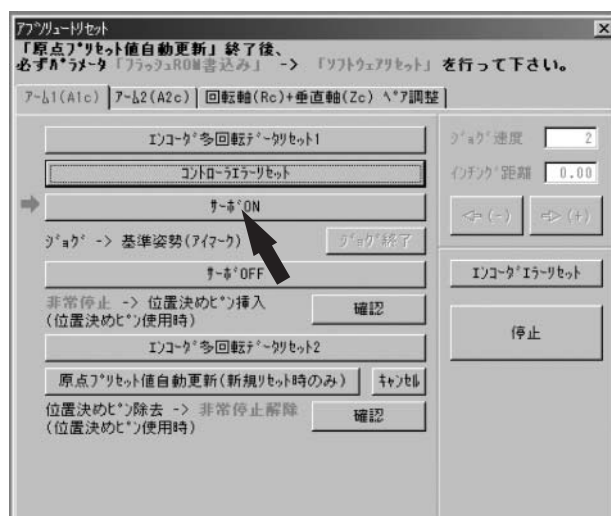 アブソリュートリセット
「原点プリセット値自動更新」終了後、
必ずパラメータ「フラッシュROM書込み」 -> 「ソフトウェアリセット」 を行って下さい。
アーム1(A1c) アーム2(A2c) 回転軸(Rc)+垂直軸(Zc) ペア調整
エンコーダ多回転データリセット1
コントローラエラーリセット
サーボON
ジョグ -> 基準姿勢(アイマーク) ジョグ終了
サーボOFF
非常停止 -> 位置決めピン挿入
(位置決めピン使用時) 確認
エンコーダ多回転データリセット2
原点プリセット値自動更新(新規リセット時のみ) キャンセル
位置決めピン除去 -> 非常停止解除
(位置決めピン使用時) 確認
ジョグ速度 2
インチング距離 0.00
(-) (+)
エンコーダエラーリセット
停止